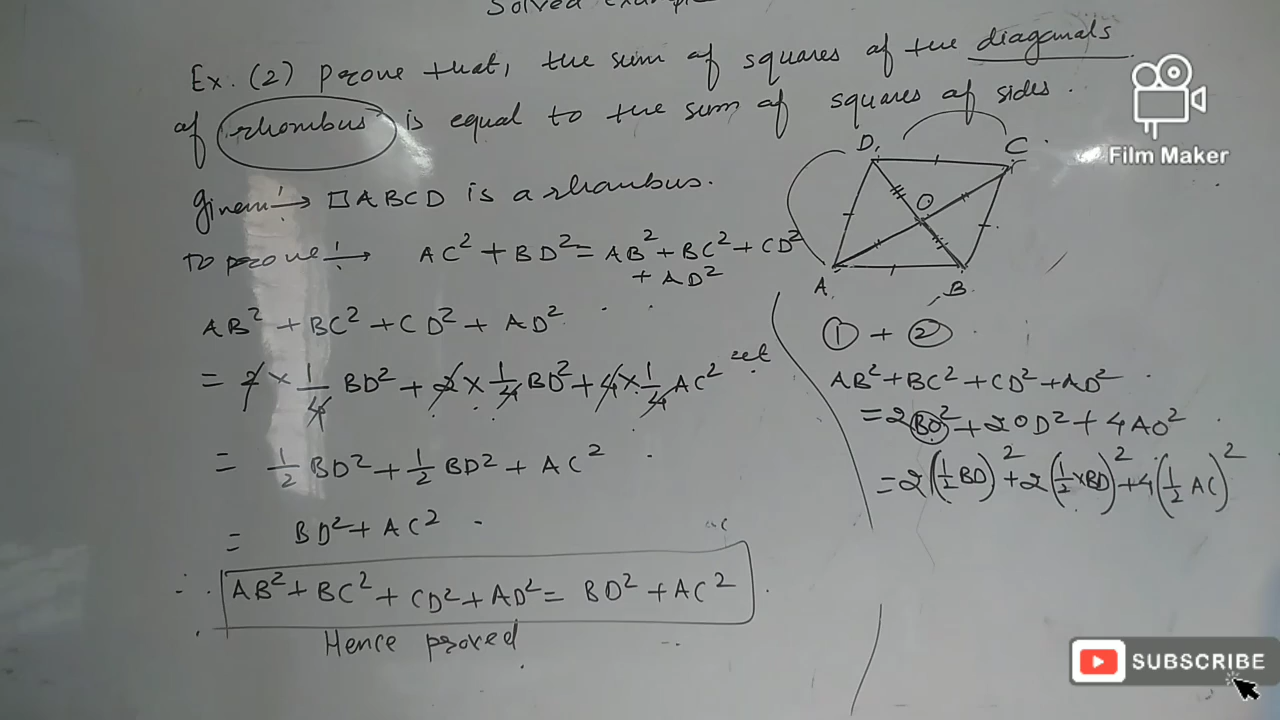 Solved Example
Ex. (2) Prove that, the sum of squares of the diaganals
of rhombus is equal to the sum of squares of sides.
Given:→ □ABCD is a rhombus.
To prove:→ AC² + BD² = AB² + BC² + CD²
+ AD²
AB² + BC² + CD² + AD²
= 2 × 1/4 BD² + 2 × 1/4 BD² + 4 × 1/4 AC²
= 1/2 BD² + 1/2 BD² + AC²
= BD² + AC²
∴ AB² + BC² + CD² + AD² = BD² + AC²
Hence proved
D
C
O
A
B
① + ②
AB² + BC² + CD² + AD²
= 2BO² + 2OD² + 4AO²
= 2(1/2 BD)² + 2(1/2 × BD)² + 4(1/2 AC)²
Film Maker
SUBSCRIBE